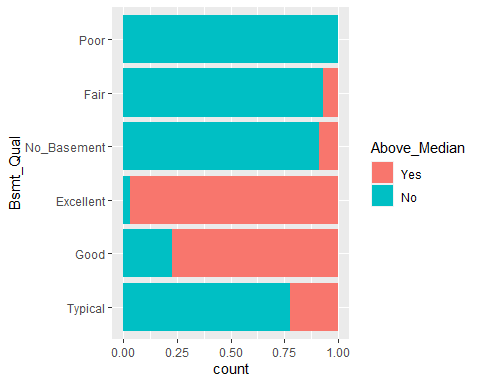 Bsmt_Qual
Poor
Fair
No_Basement
Excellent
Good
Typical
0.00 0.25 0.50 0.75 1.00
count
Above_Median
Yes
No